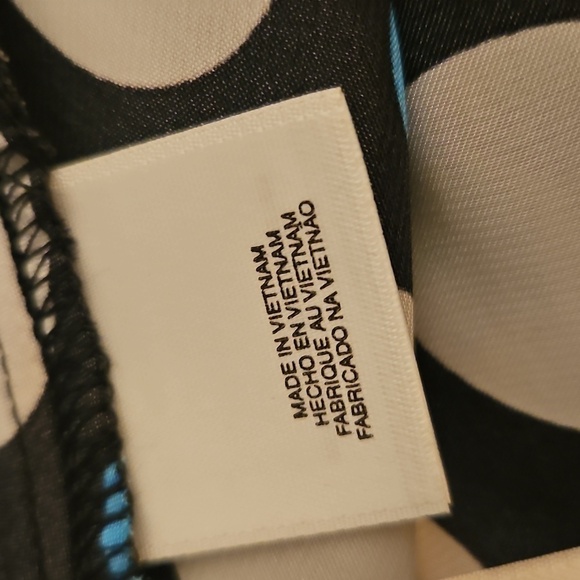 MADE IN VIETNAM
HECHO EN VIETNAM
FABRIQUE AU VIETNAM
FABRICADO NA VIETNAO